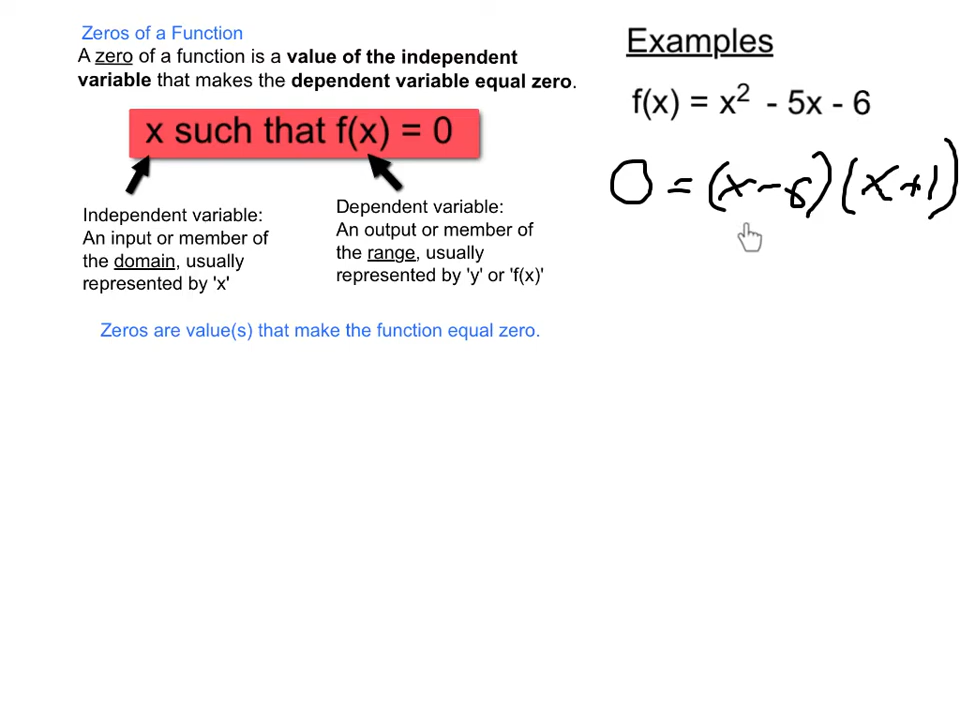 Zeros of a Function
A zero of a function is a value of the independent
variable that makes the dependent variable equal zero.
x such that f(x) = 0
Independent variable:
An input or member of
the domain, usually
represented by 'x'
Dependent variable:
An output or member of
the range, usually
represented by 'y' or 'f(x)'
Zeros are value(s) that make the function equal zero.
Examples
f(x) = x² - 5x - 6
0 = (x-6)(x+1)